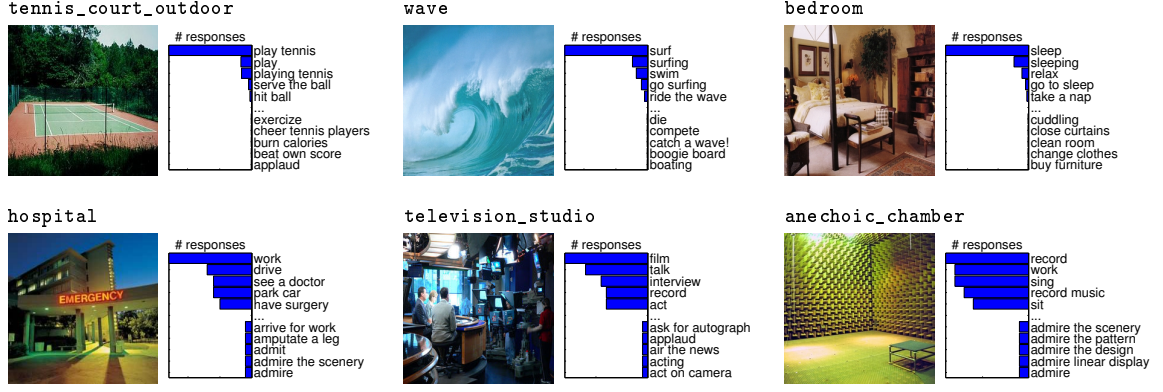 tennis_court_outdoor
# responses
play tennis
play
playing tennis
serve the ball
hit ball
...
exercize
cheer tennis players
burn calories
beat own score
applaud
wave
# responses
surf
surfing
swim
go surfing
ride the wave
...
die
compete
catch a wave!
boogie board
boating
bedroom
# responses
sleep
sleeping
relax
go to sleep
take a nap
...
cuddling
close curtains
clean room
change clothes
buy furniture
hospital
EMERGENCY
# responses
work
drive
see a doctor
park car
have surgery
...
arrive for work
amputate a leg
admit
admire the scenery
admire
television_studio
# responses
film
talk
interview
record
act
...
ask for autograph
applaud
air the news
acting
act on camera
anechoic_chamber
# responses
record
work
sing
record music
sit
...
admire the scenery
admire the pattern
admire the design
admire linear display
admire